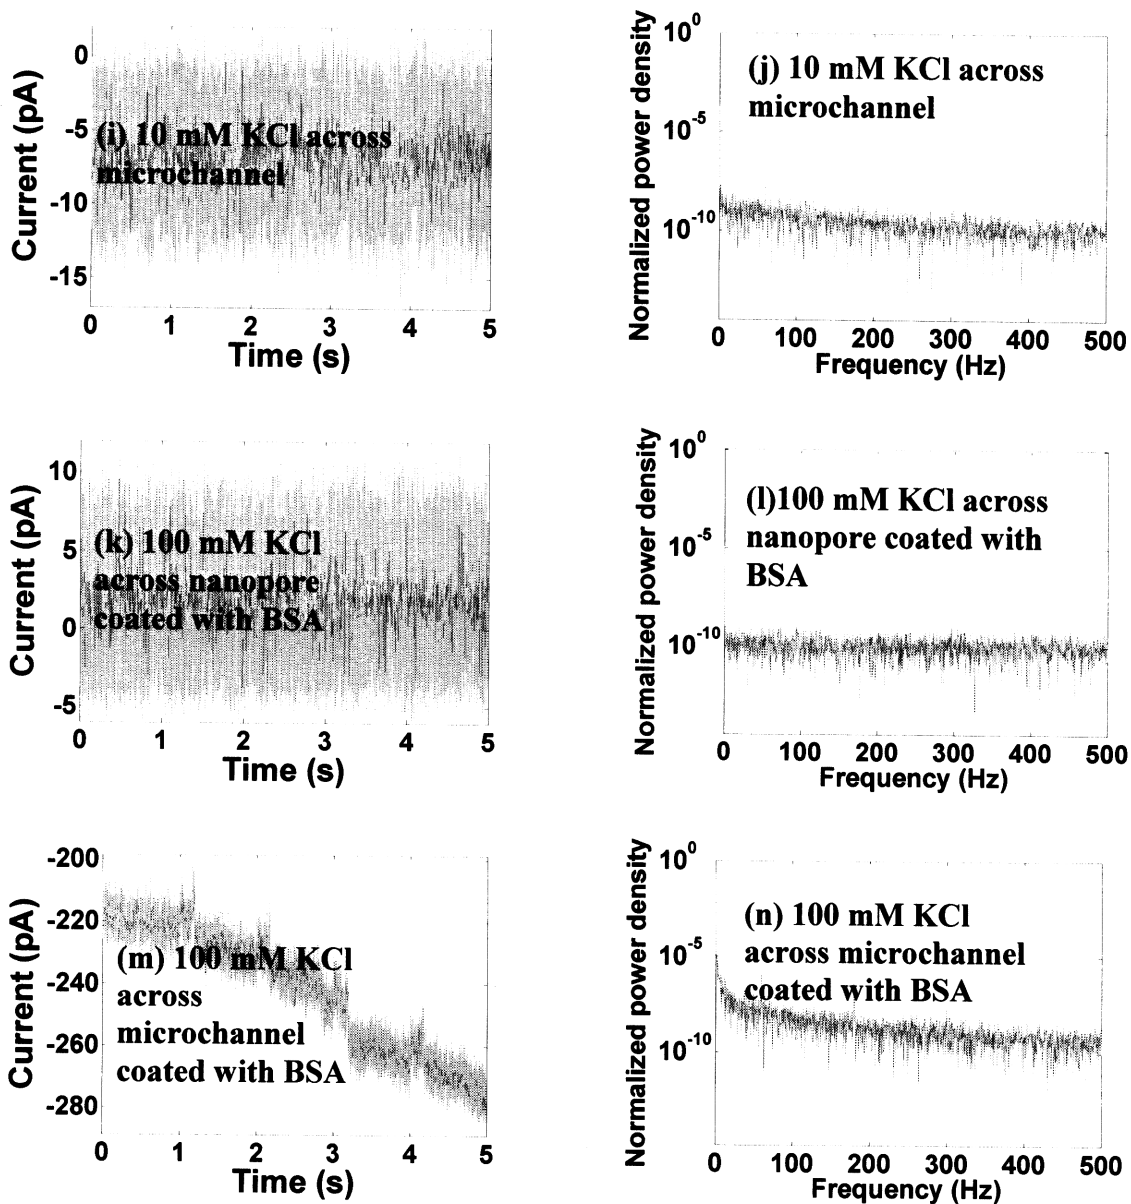 0
-5
-10
-15
Current (pA)
(i) 10 mM KCl across
microchannel
0 1 2 3 4 5
Time (s)
10^0
10^-5
10^-10
Normalized power density
(j) 10 mM KCl across
microchannel
0 100 200 300 400 500
Frequency (Hz)
10
5
0
-5
Current (pA)
(k) 100 mM KCl
across nanopore
coated with BSA
0 1 2 3 4 5
Time (s)
10^0
10^-5
10^-10
Normalized power density
(l)100 mM KCl across
nanopore coated with
BSA
0 100 200 300 400 500
Frequency (Hz)
-200
-220
-240
-260
-280
Current (pA)
(m) 100 mM KCl
across
microchannel
coated with BSA
0 1 2 3 4 5
Time (s)
10^0
10^-5
10^-10
Normalized power density
(n) 100 mM KCl
across microchannel
coated with BSA
0 100 200 300 400 500
Frequency (Hz)